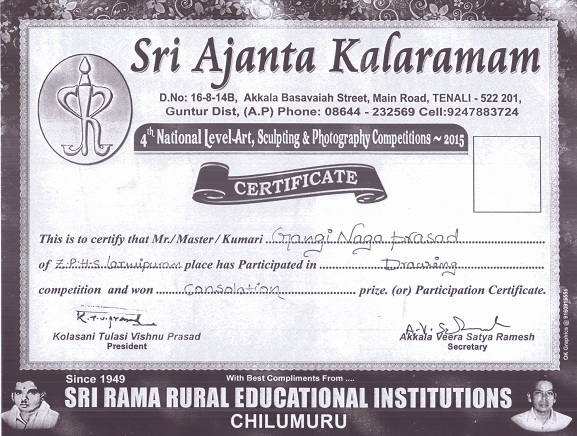 Sri Ajanta Kalaramam
D.No: 16-8-14B, Akkala Basavaiah Street, Main Road, TENALI - 522 201,
Guntur Dist, (A.P) Phone: 08644 - 232569 Cell:9247883724
4th National Level-Art, Sculpting & Photography Competitions ~ 2015
CERTIFICATE
This is to certify that Mr./ Master / Kumari Gangi Naga prasad
of Z.P.H.S place has Participated in Drawing
competition and won Consolation prize. (or) Participation Certificate.
Kolasani Tulasi Vishnu Prasad
President
Akkala Veera Satya Ramesh
Secretary
OK Graphics @
Since 1949
With Best Compliments From ....
SRI RAMA RURAL EDUCATIONAL INSTITUTIONS
CHILUMURU